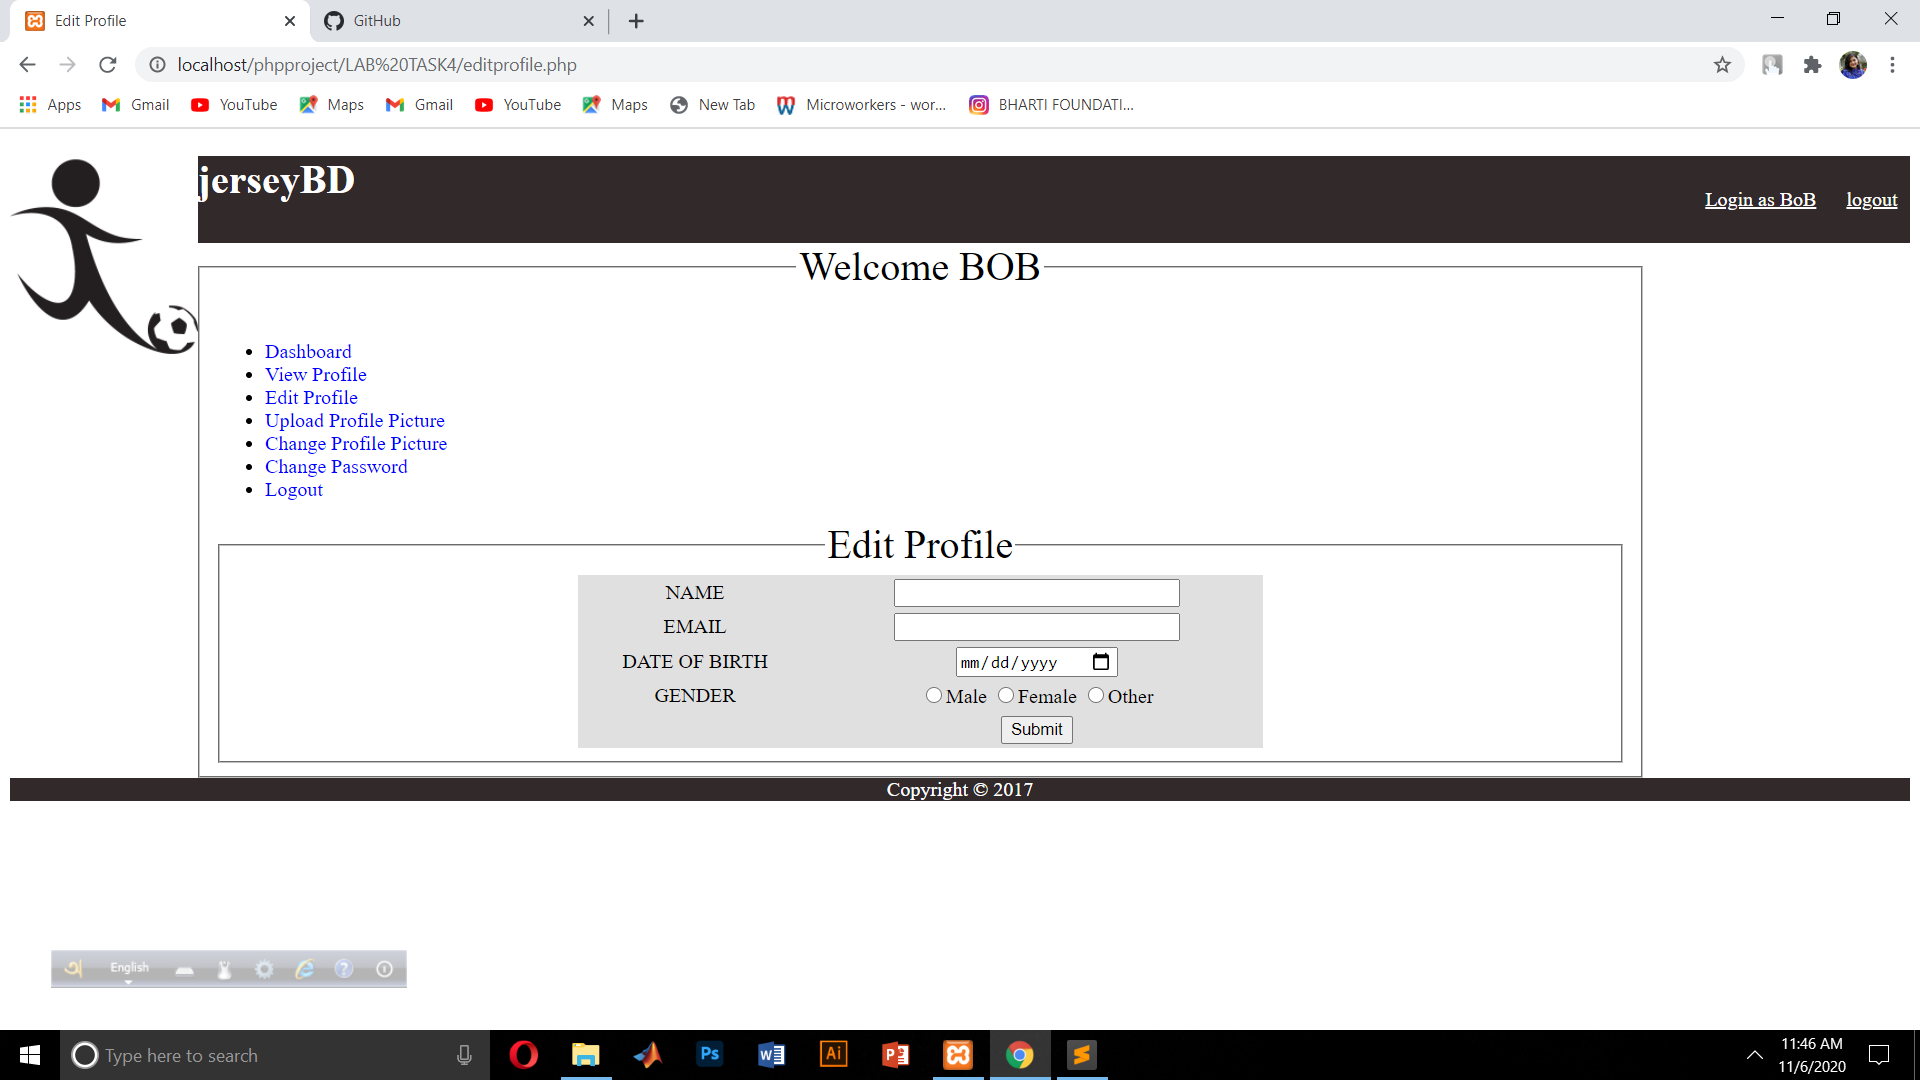 Edit Profile
GitHub
localhost/phpproject/LAB%20TASK4/editprofile.php
Apps Gmail YouTube Maps Gmail YouTube Maps New Tab Microworkers - wor... BHARTI FOUNDATI...
jerseyBD
Login as BoB logout
Welcome BOB
Dashboard
View Profile
Edit Profile
Upload Profile Picture
Change Profile Picture
Change Password
Logout
Edit Profile
NAME
EMAIL
DATE OF BIRTH mm/dd/yyyy
GENDER Male Female Other
Submit
Copyright © 2017
অ English ?
Type here to search
Ps W Ai P
11:46 AM
11/6/2020